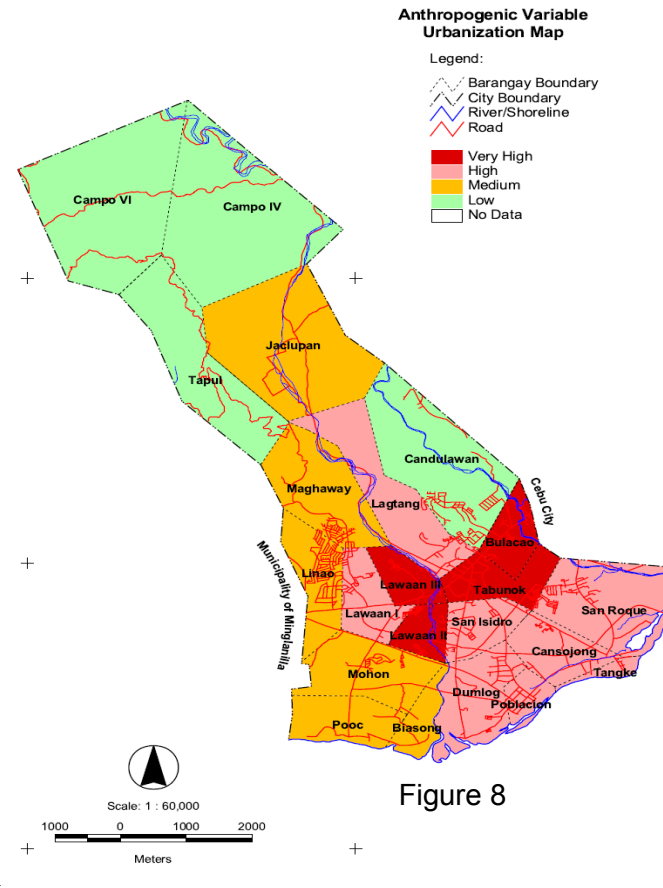 Anthropogenic Variable
Urbanization Map
Legend:
Barangay Boundary
City Boundary
River/Shoreline
Road
Very High
High
Medium
Low
No Data
Campo VI
Campo IV
Jaclupan
Tapul
Candulawan
Maghaway
Cebu City
Lagtang
Bulacao
Municipality of Minglanilla
Linao
Lawaan III
Tabunok
San Roque
Lawaan I
San Isidro
Lawaan II
Cansojong
Mohon
Tangke
Dumlog
Poblacion
Pooc
Biasong
Figure 8
Scale: 1 : 60,000
1000 0 1000 2000
Meters